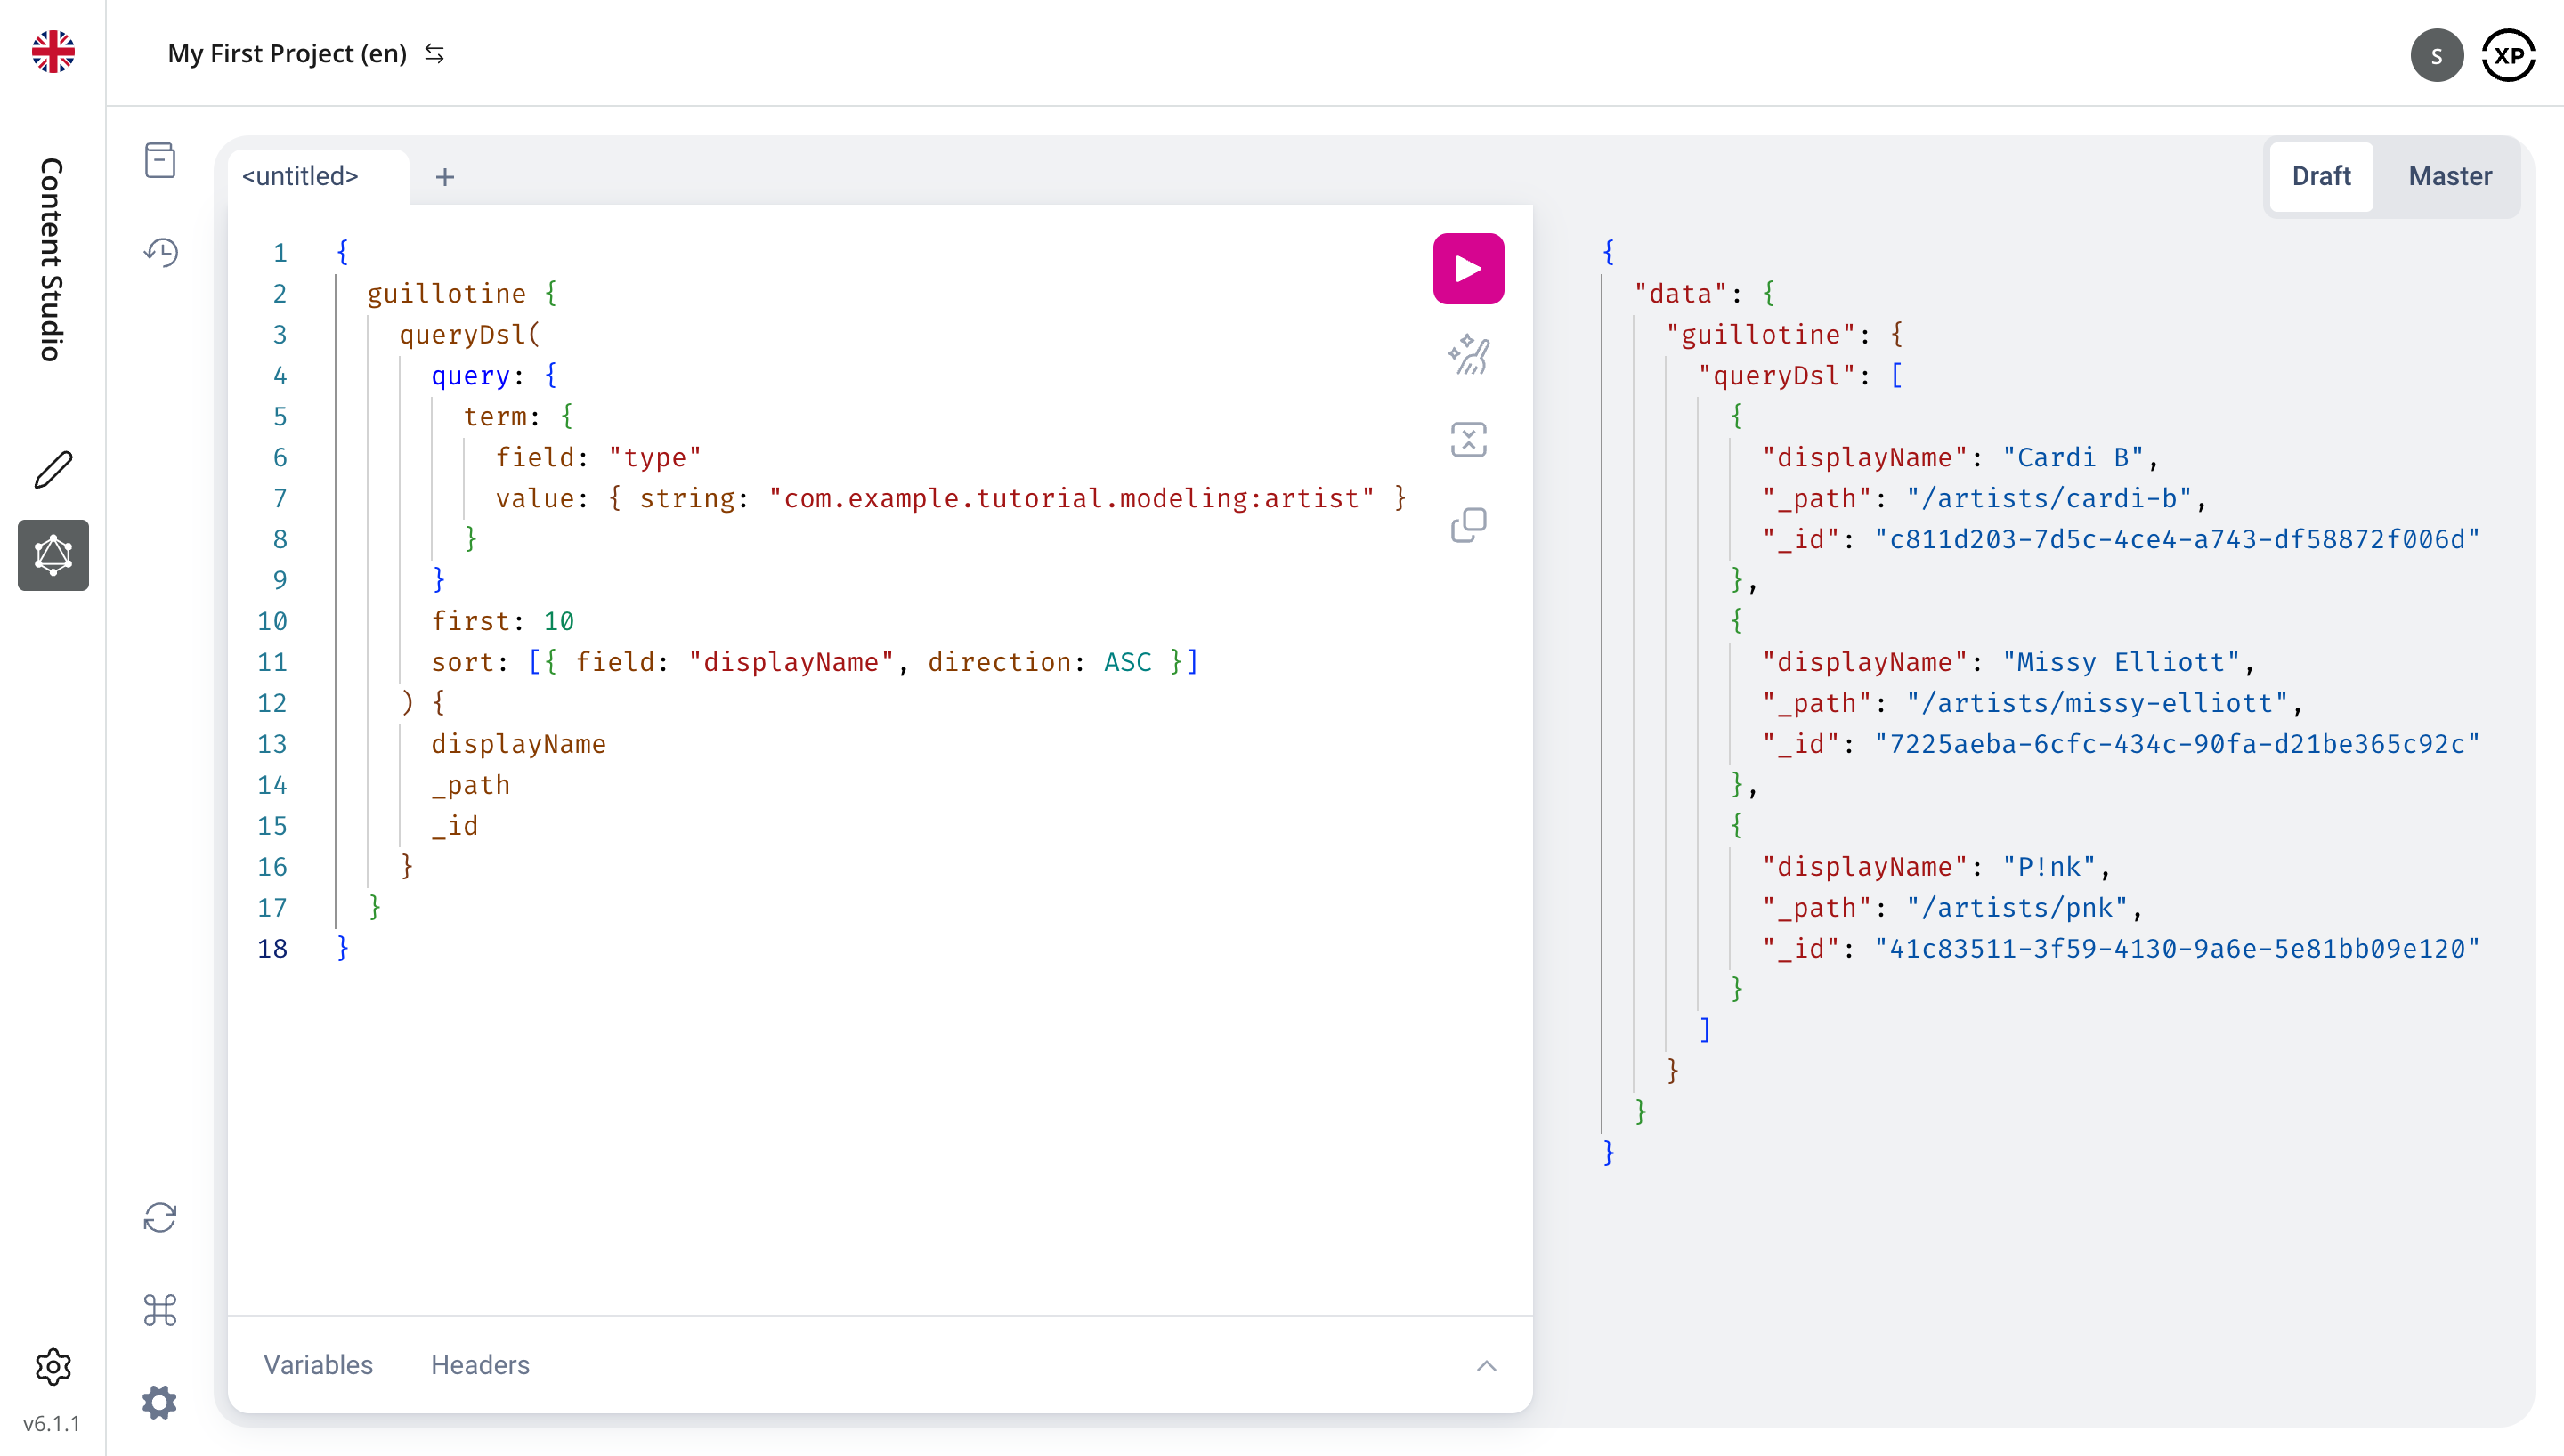 My First Project (en)
S
XP
Content Studio
<untitled>
Draft
Master
1 {
2 guillotine {
3 queryDsl(
4 query: {
5 term: {
6 field: "type"
7 value: { string: "com.example.tutorial.modeling:artist" }
8 }
9 }
10 first: 10
11 sort: [{ field: "displayName", direction: ASC }]
12 ) {
13 displayName
14 _path
15 _id
16 }
17 }
18 }
{
"data": {
"guillotine": {
"queryDsl": [
{
"displayName": "Cardi B",
"_path": "/artists/cardi-b",
"_id": "c811d203-7d5c-4ce4-a743-df58872f006d"
},
{
"displayName": "Missy Elliott",
"_path": "/artists/missy-elliott",
"_id": "7225aeba-6cfc-434c-90fa-d21be365c92c"
},
{
"displayName": "P!nk",
"_path": "/artists/pnk",
"_id": "41c83511-3f59-4130-9a6e-5e81bb09e120"
}
]
}
}
}
Variables
Headers
v6.1.1